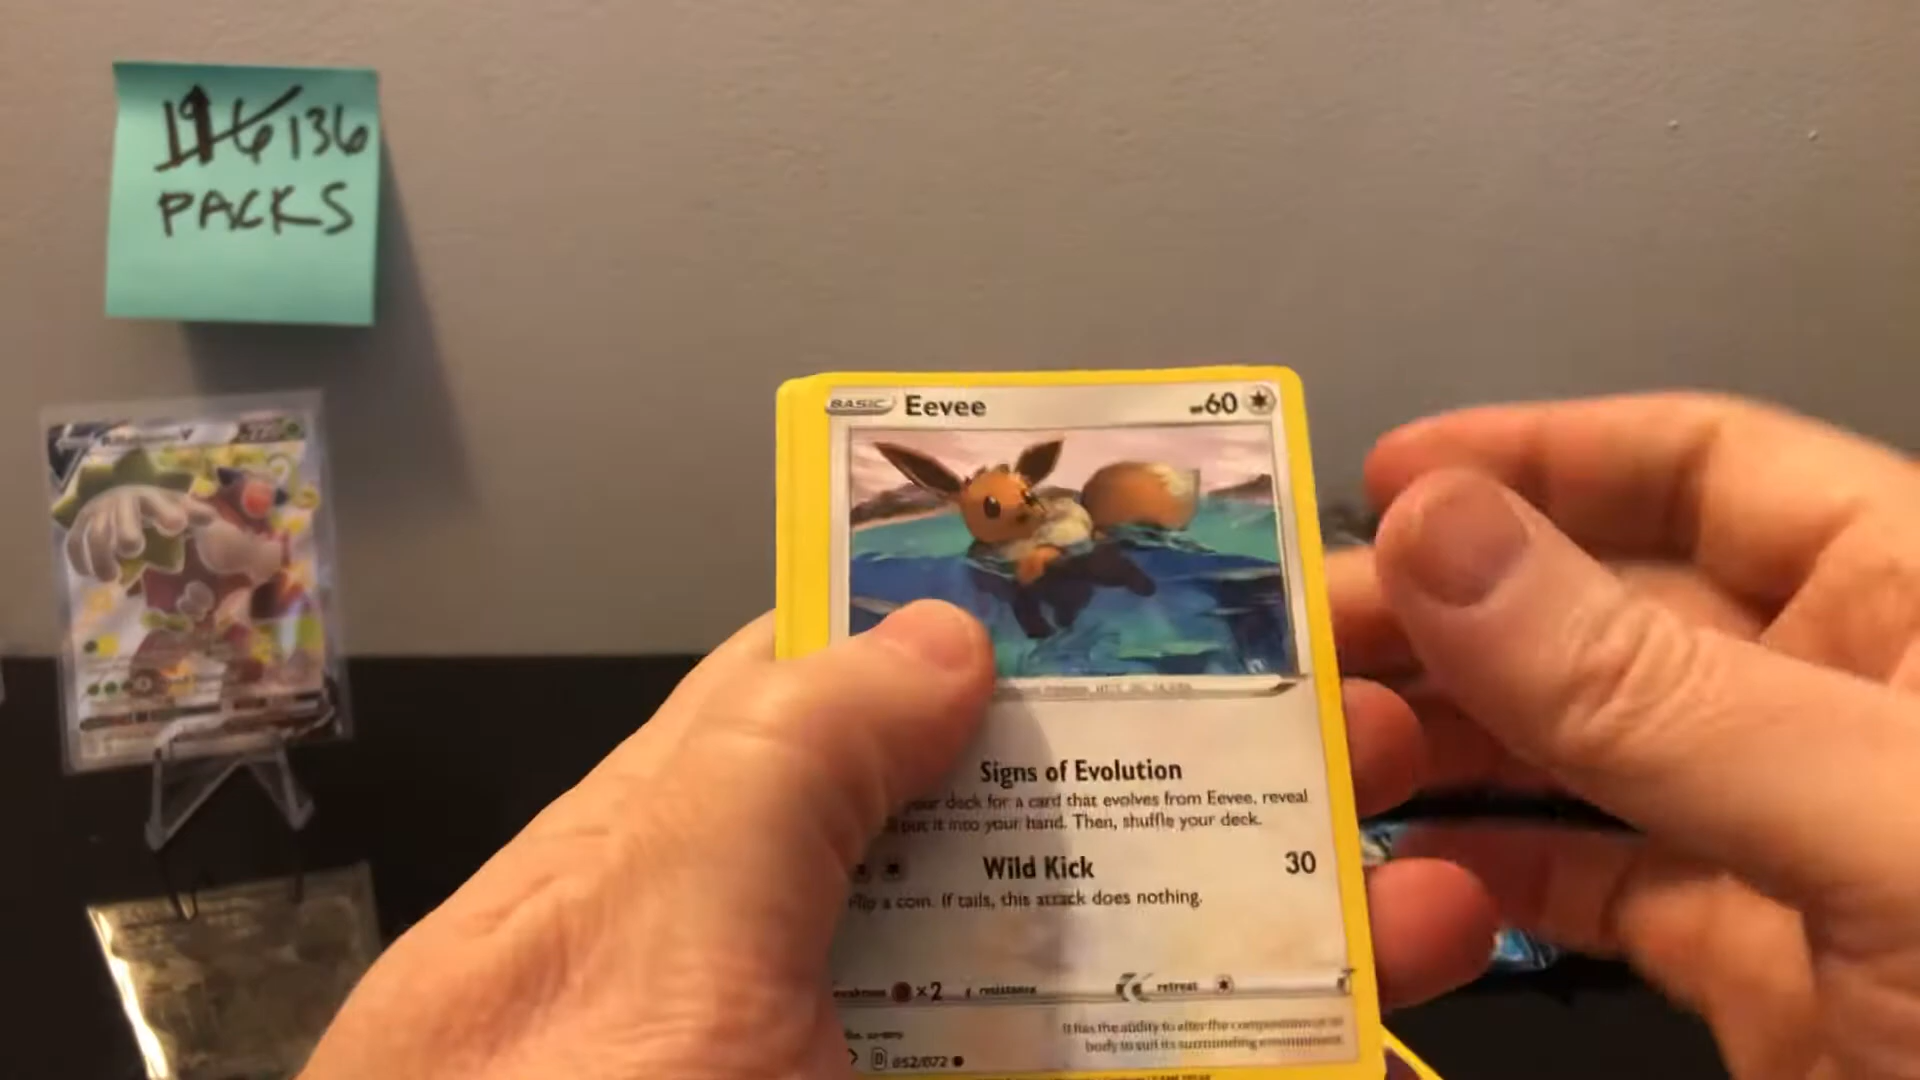 136
PACKS
BASIC Eevee 60
Signs of Evolution
your deck for a card that evolves from Eevee, reveal
put it into your hand. Then, shuffle your deck.
Wild Kick 30
Flip a coin. If tails, this attack does nothing.
weakness ×2 resistance retreat
It has the ability to alter the composition of its
body to suit its surrounding environment.
D 052/072